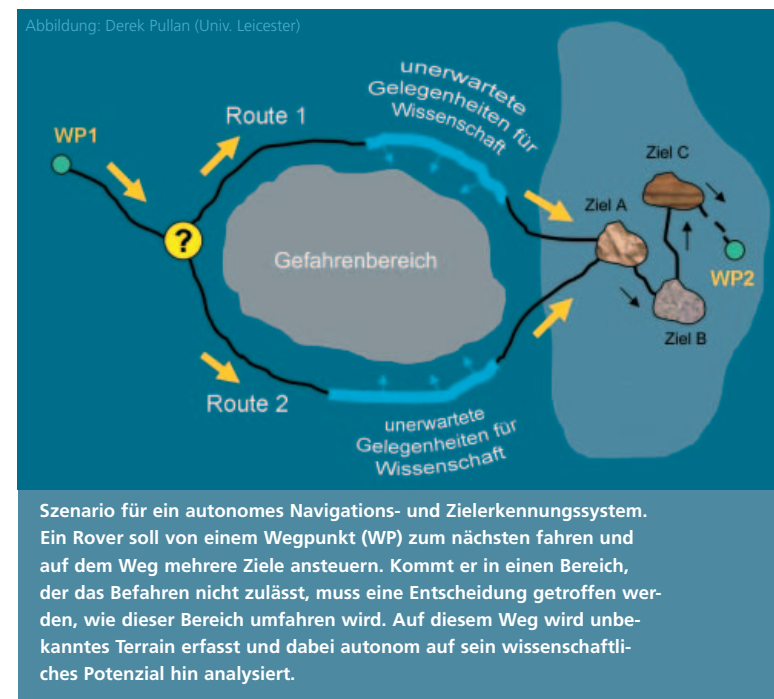 Abbildung: Derek Pullan (Univ. Leicester)
unerwartete
Gelegenheiten für
Wissenschaft
Route 1
WP1
Ziel C
Ziel A
?
Gefahrenbereich
WP2
Ziel B
Route 2
unerwartete
Gelegenheiten für
Wissenschaft
Szenario für ein autonomes Navigations- und Zielerkennungssystem.
Ein Rover soll von einem Wegpunkt (WP) zum nächsten fahren und
auf dem Weg mehrere Ziele ansteuern. Kommt er in einen Bereich,
der das Befahren nicht zulässt, muss eine Entscheidung getroffen wer-
den, wie dieser Bereich umfahren wird. Auf diesem Weg wird unbe-
kanntes Terrain erfasst und dabei autonom auf sein wissenschaftli-
ches Potenzial hin analysiert.